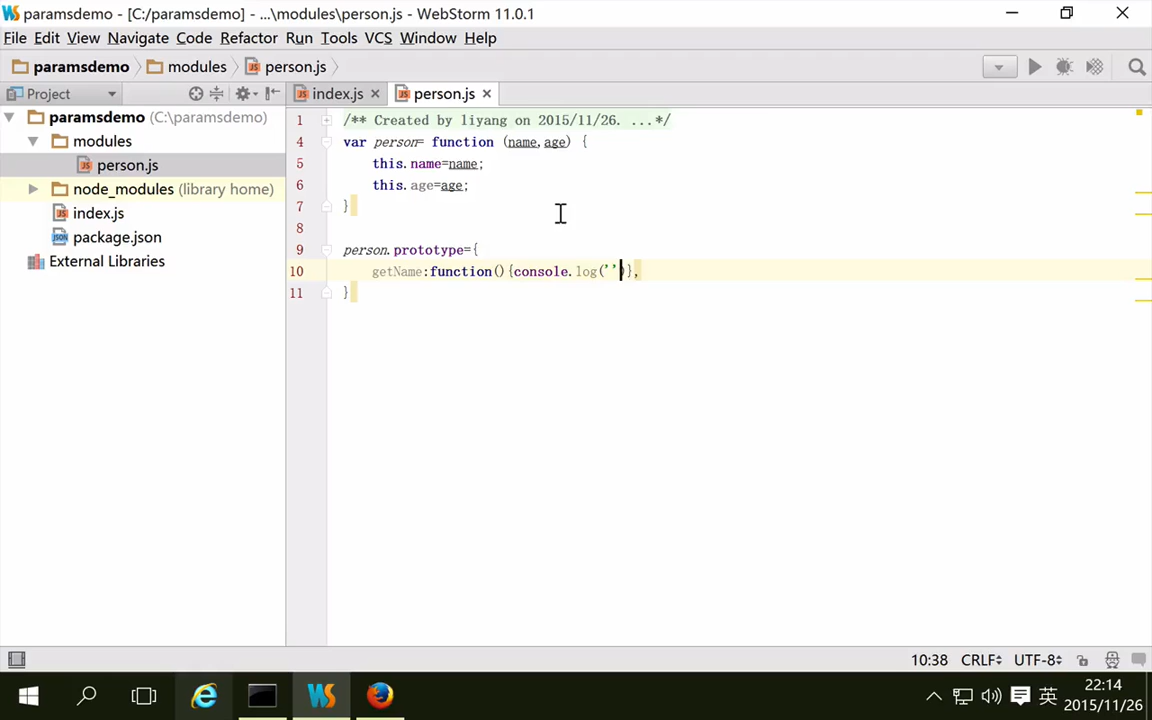 paramsdemo - [C:/paramsdemo] - ...\modules\person.js - WebStorm 11.0.1
File Edit View Navigate Code Refactor Run Tools VCS Window Help
paramsdemo modules person.js
Project index.js person.js
paramsdemo (C:\paramsdemo)
modules
person.js
node_modules (library home)
index.js
package.json
External Libraries
1 /** Created by liyang on 2015/11/26. ...*/
4 var person= function (name,age) {
5 this.name=name;
6 this.age=age;
7 }
8
9 person.prototype={
10 getName:function(){console.log('')},
11 }
10:38 CRLF UTF-8
英
22:14
2015/11/26